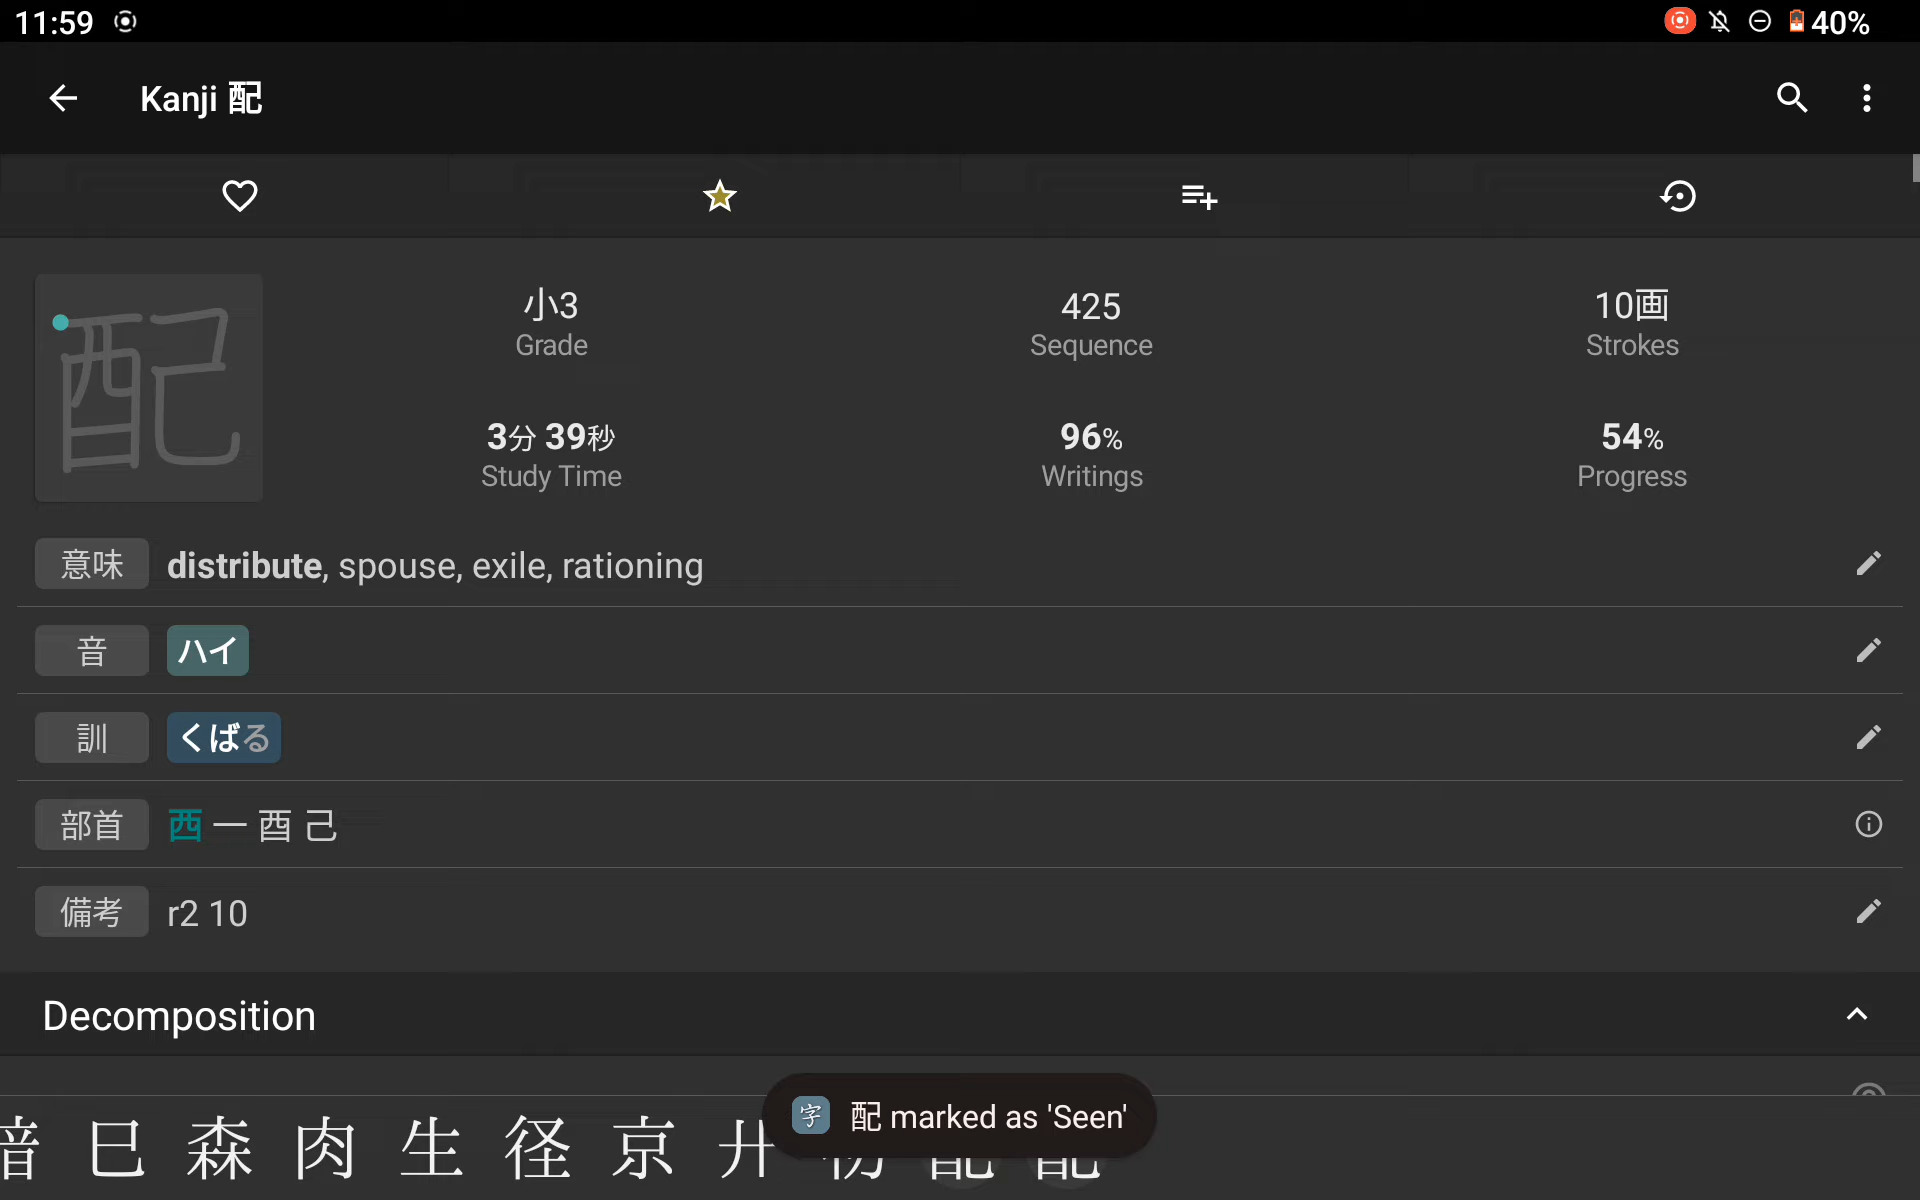 11:59
40%
Kanji 配
配
小3
Grade
425
Sequence
10画
Strokes
3分 39秒
Study Time
96%
Writings
54%
Progress
意味 distribute, spouse, exile, rationing
音 ハイ
訓 くばる
部首 西 一 酉 己
備考 r2 10
Decomposition
字 配 marked as 'Seen'
巳 森 肉 生 径 京 廾 配 配